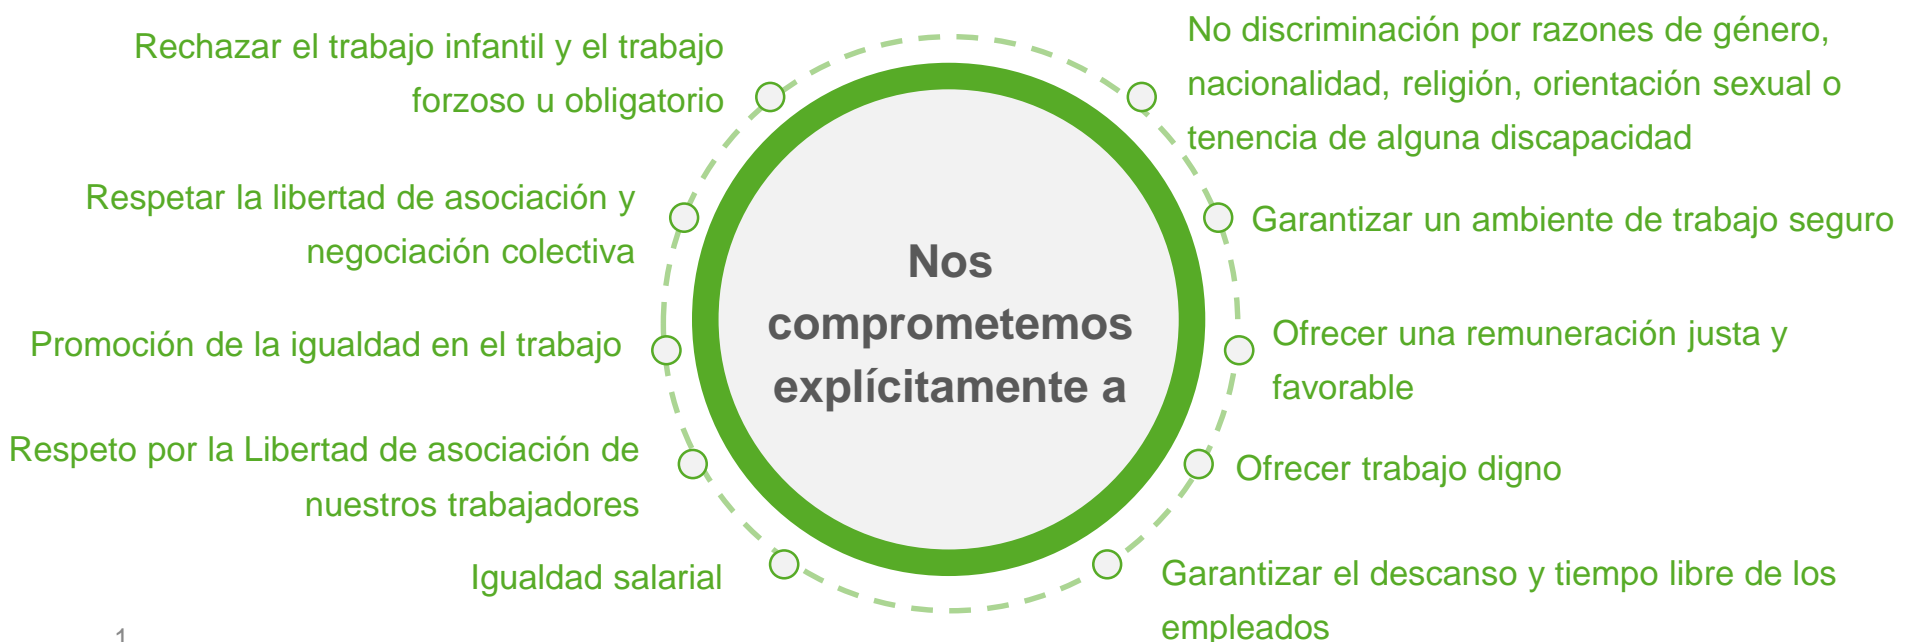 Rechazar el trabajo infantil y el trabajo
forzoso u obligatorio
Respetar la libertad de asociación y
negociación colectiva
Promoción de la igualdad en el trabajo
Respeto por la Libertad de asociación de
nuestros trabajadores
Igualdad salarial
Nos
comprometemos
explícitamente a
No discriminación por razones de género,
nacionalidad, religión, orientación sexual o
tenencia de alguna discapacidad
Garantizar un ambiente de trabajo seguro
Ofrecer una remuneración justa y
favorable
Ofrecer trabajo digno
Garantizar el descanso y tiempo libre de los
empleados
1